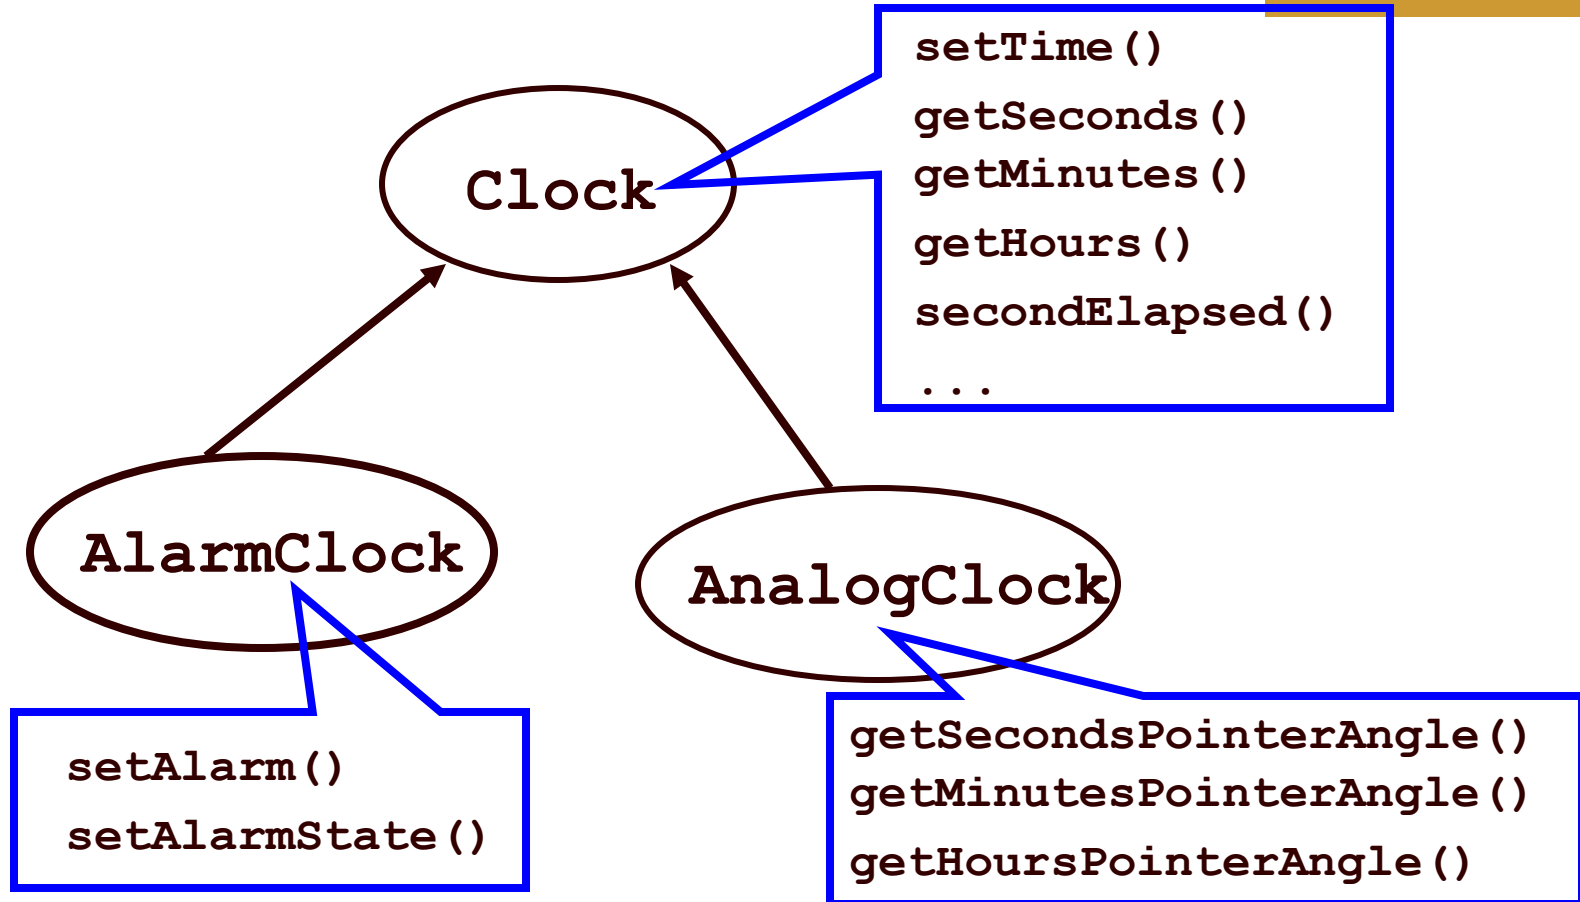 setTime()
getSeconds()
getMinutes()
getHours()
secondElapsed()
...
Clock
AlarmClock
AnalogClock
setAlarm()
setAlarmState()
getSecondsPointerAngle()
getMinutesPointerAngle()
getHoursPointerAngle()